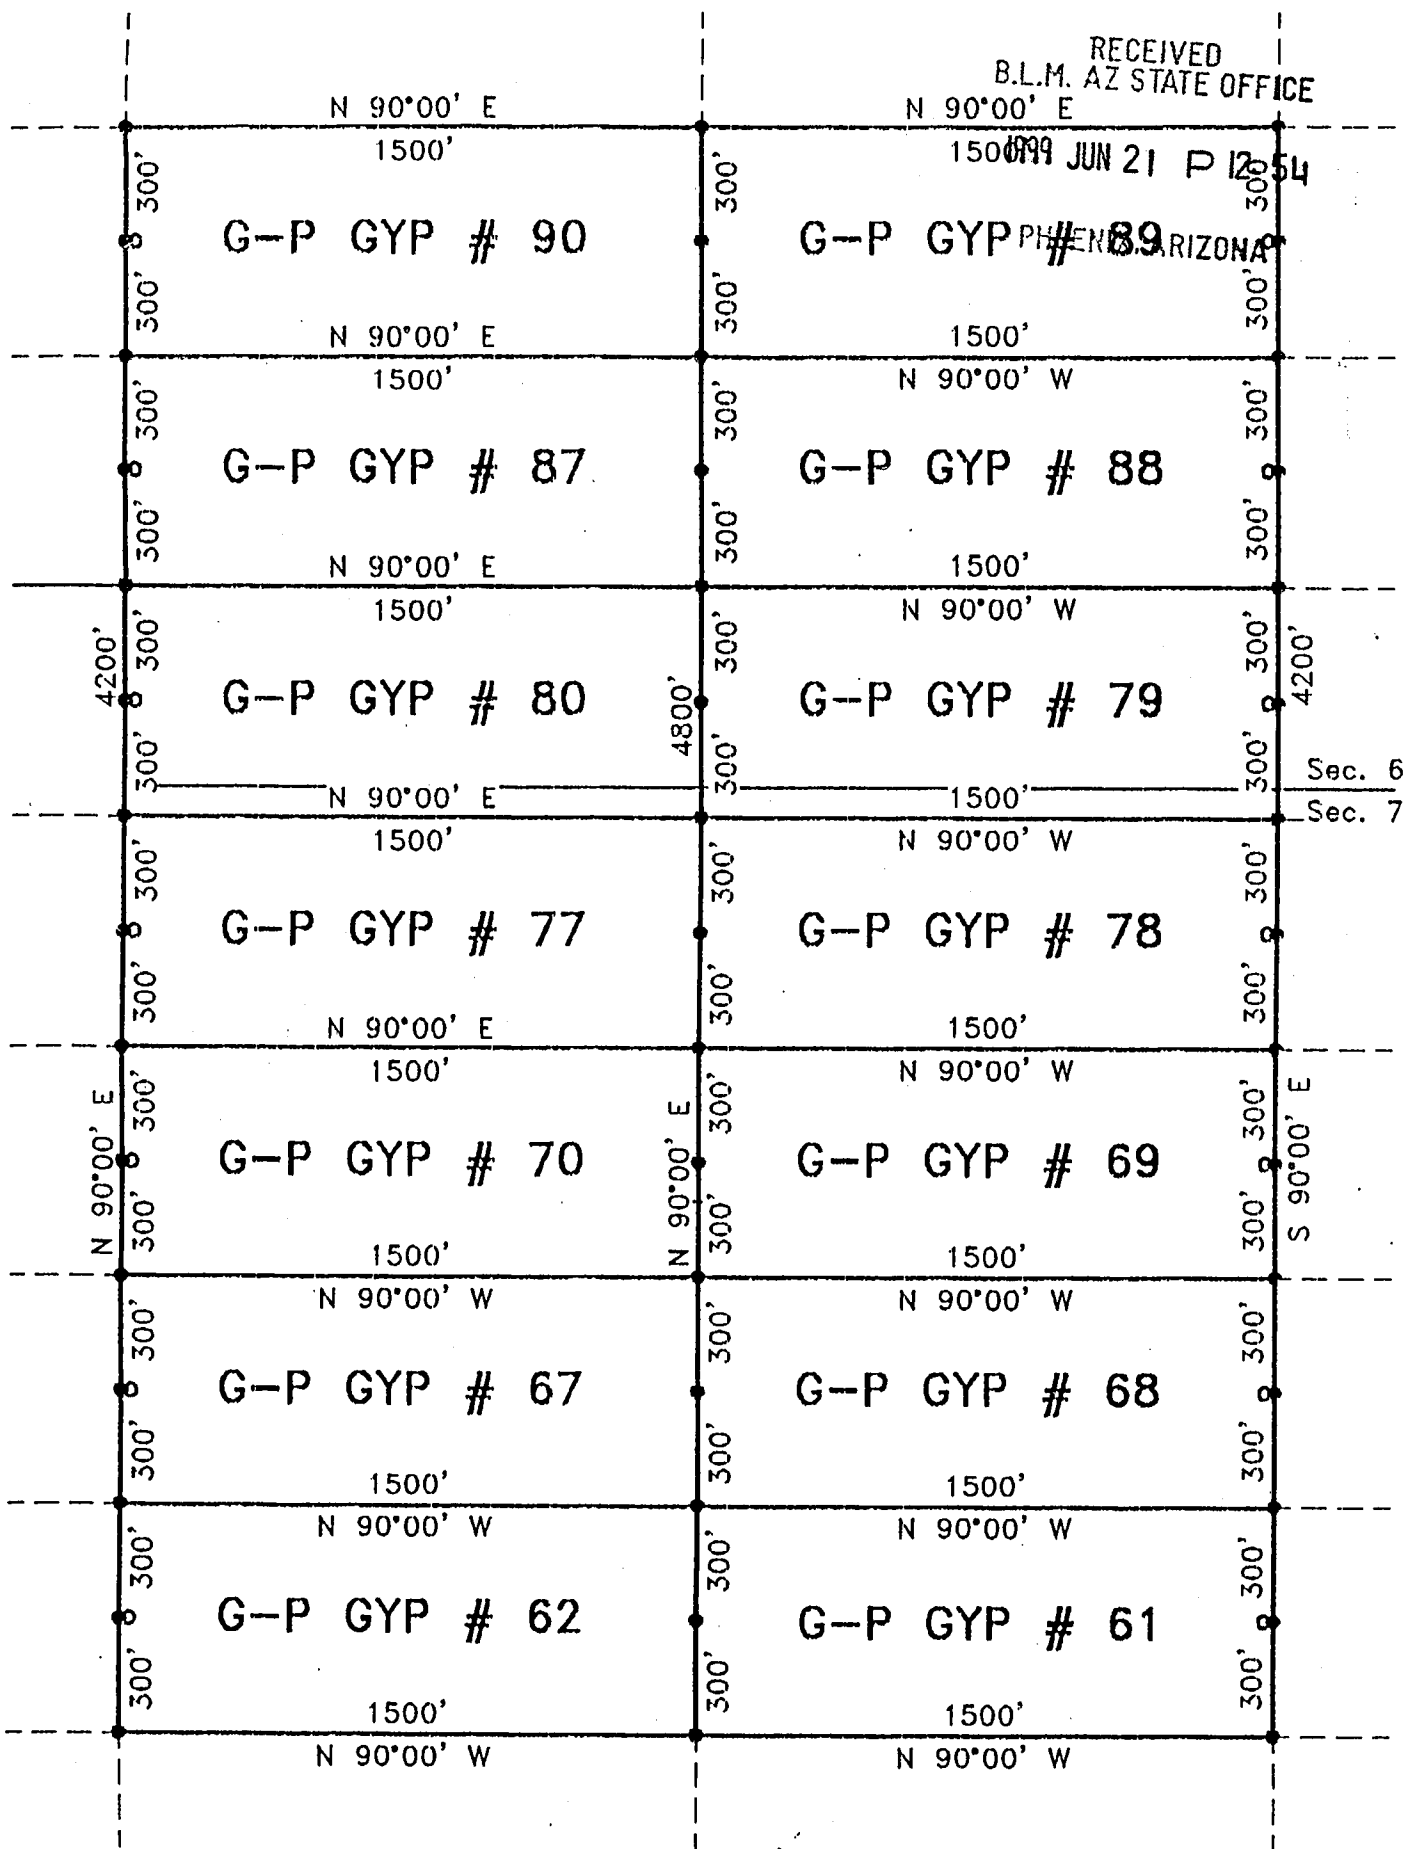 RECEIVED
B.L.M. AZ STATE OFFICE
1999 JUN 21 P 12:54
PHOENIX, ARIZONA
N 90°00' E
N 90°00' E
1500'
1500'
300'
300'
300'
G-P GYP # 90
G-P GYP # 89
300'
300'
300'
N 90°00' E
1500'
1500'
N 90°00' W
300'
300'
300'
G-P GYP # 87
G-P GYP # 88
300'
300'
300'
N 90°00' E
1500'
1500'
N 90°00' W
300'
300'
300'
4200'
G-P GYP # 80
4800'
G-P GYP # 79
4200'
300'
300'
300'
Sec. 6
N 90°00' E
1500'
Sec. 7
1500'
N 90°00' W
300'
300'
300'
G-P GYP # 77
G-P GYP # 78
300'
300'
300'
N 90°00' E
1500'
1500'
N 90°00' W
300'
300'
300'
N 90°00' E
G-P GYP # 70
N 90°00' E
G-P GYP # 69
S 90°00' E
300'
300'
300'
1500'
1500'
N 90°00' W
N 90°00' W
300'
300'
300'
G-P GYP # 67
G-P GYP # 68
300'
300'
300'
1500'
1500'
N 90°00' W
N 90°00' W
300'
300'
300'
G-P GYP # 62
G-P GYP # 61
300'
300'
300'
1500'
1500'
N 90°00' W
N 90°00' W